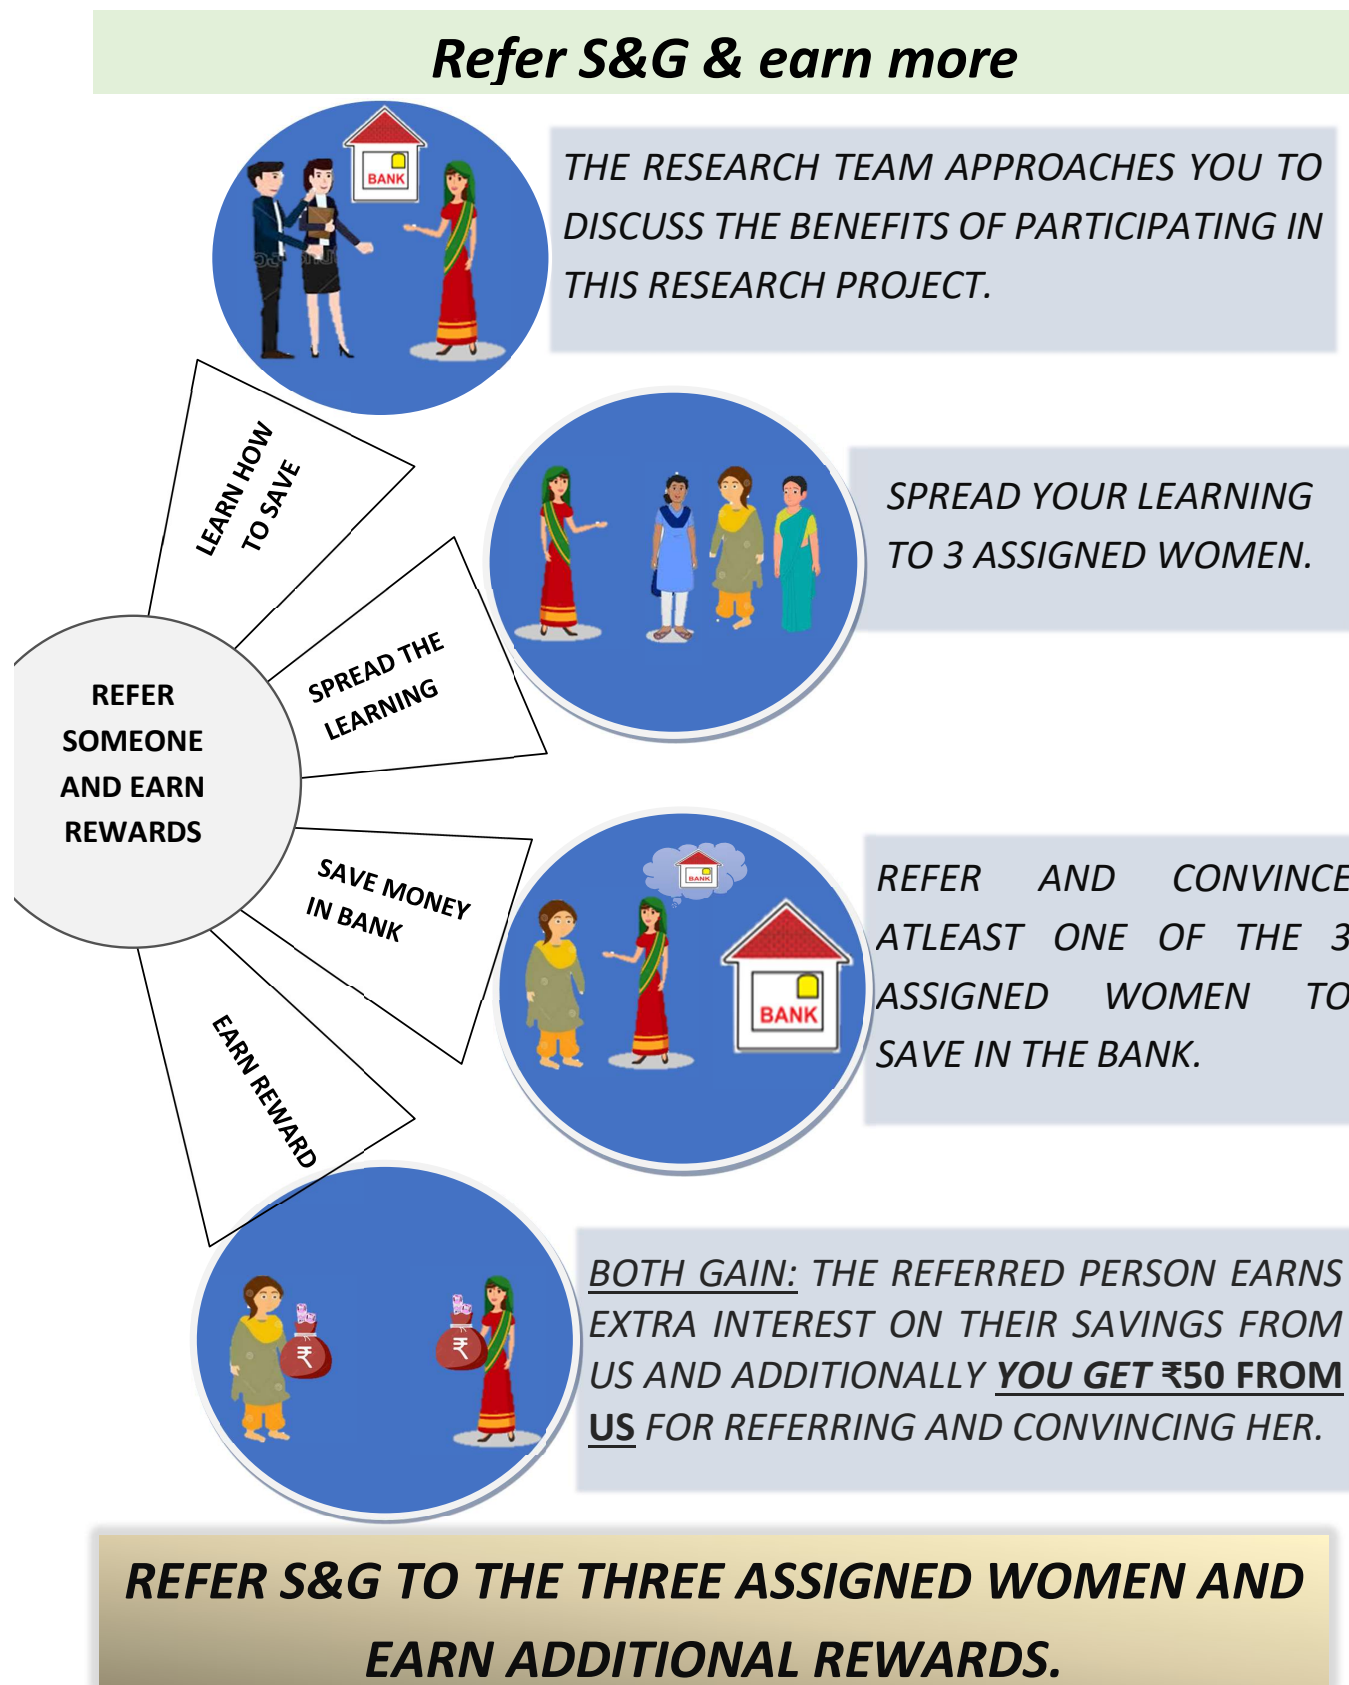 Refer S&G & earn more
BANK
THE RESEARCH TEAM APPROACHES YOU TO
DISCUSS THE BENEFITS OF PARTICIPATING IN
THIS RESEARCH PROJECT.
LEARN HOW
TO SAVE
SPREAD YOUR LEARNING
TO 3 ASSIGNED WOMEN.
SPREAD THE
LEARNING
REFER
SOMEONE
AND EARN
REWARDS
SAVE MONEY
IN BANK
BANK
BANK
REFER AND CONVINCE
ATLEAST ONE OF THE 3
ASSIGNED WOMEN TO
SAVE IN THE BANK.
EARN REWARD
₹
₹
BOTH GAIN: THE REFERRED PERSON EARNS
EXTRA INTEREST ON THEIR SAVINGS FROM
US AND ADDITIONALLY YOU GET ₹50 FROM
US FOR REFERRING AND CONVINCING HER.
REFER S&G TO THE THREE ASSIGNED WOMEN AND
EARN ADDITIONAL REWARDS.